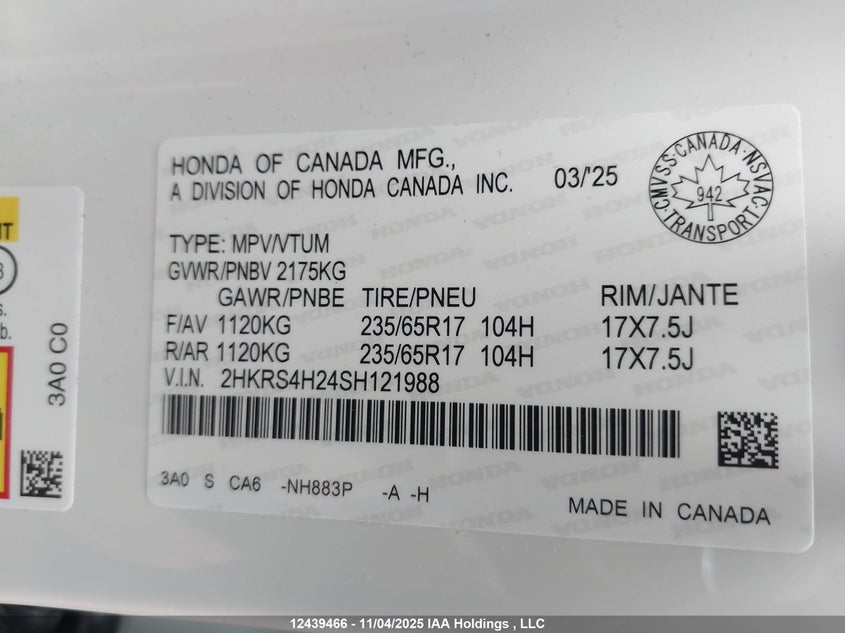 HONDA OF CANADA MFG.,
A DIVISION OF HONDA CANADA INC. 03/'25
CMVSS·CANADA·NSVAC·TRANSPORT·
942
TYPE: MPV/VTUM
GVWR/PNBV 2175KG
GAWR/PNBE TIRE/PNEU RIM/JANTE
F/AV 1120KG 235/65R17 104H 17X7.5J
R/AR 1120KG 235/65R17 104H 17X7.5J
V.I.N. 2HKRS4H24SH121988
3A0 S CA6 -NH883P -A -H
MADE IN CANADA
3A0 C0
12439466 - 11/04/2025 IAA Holdings , LLC